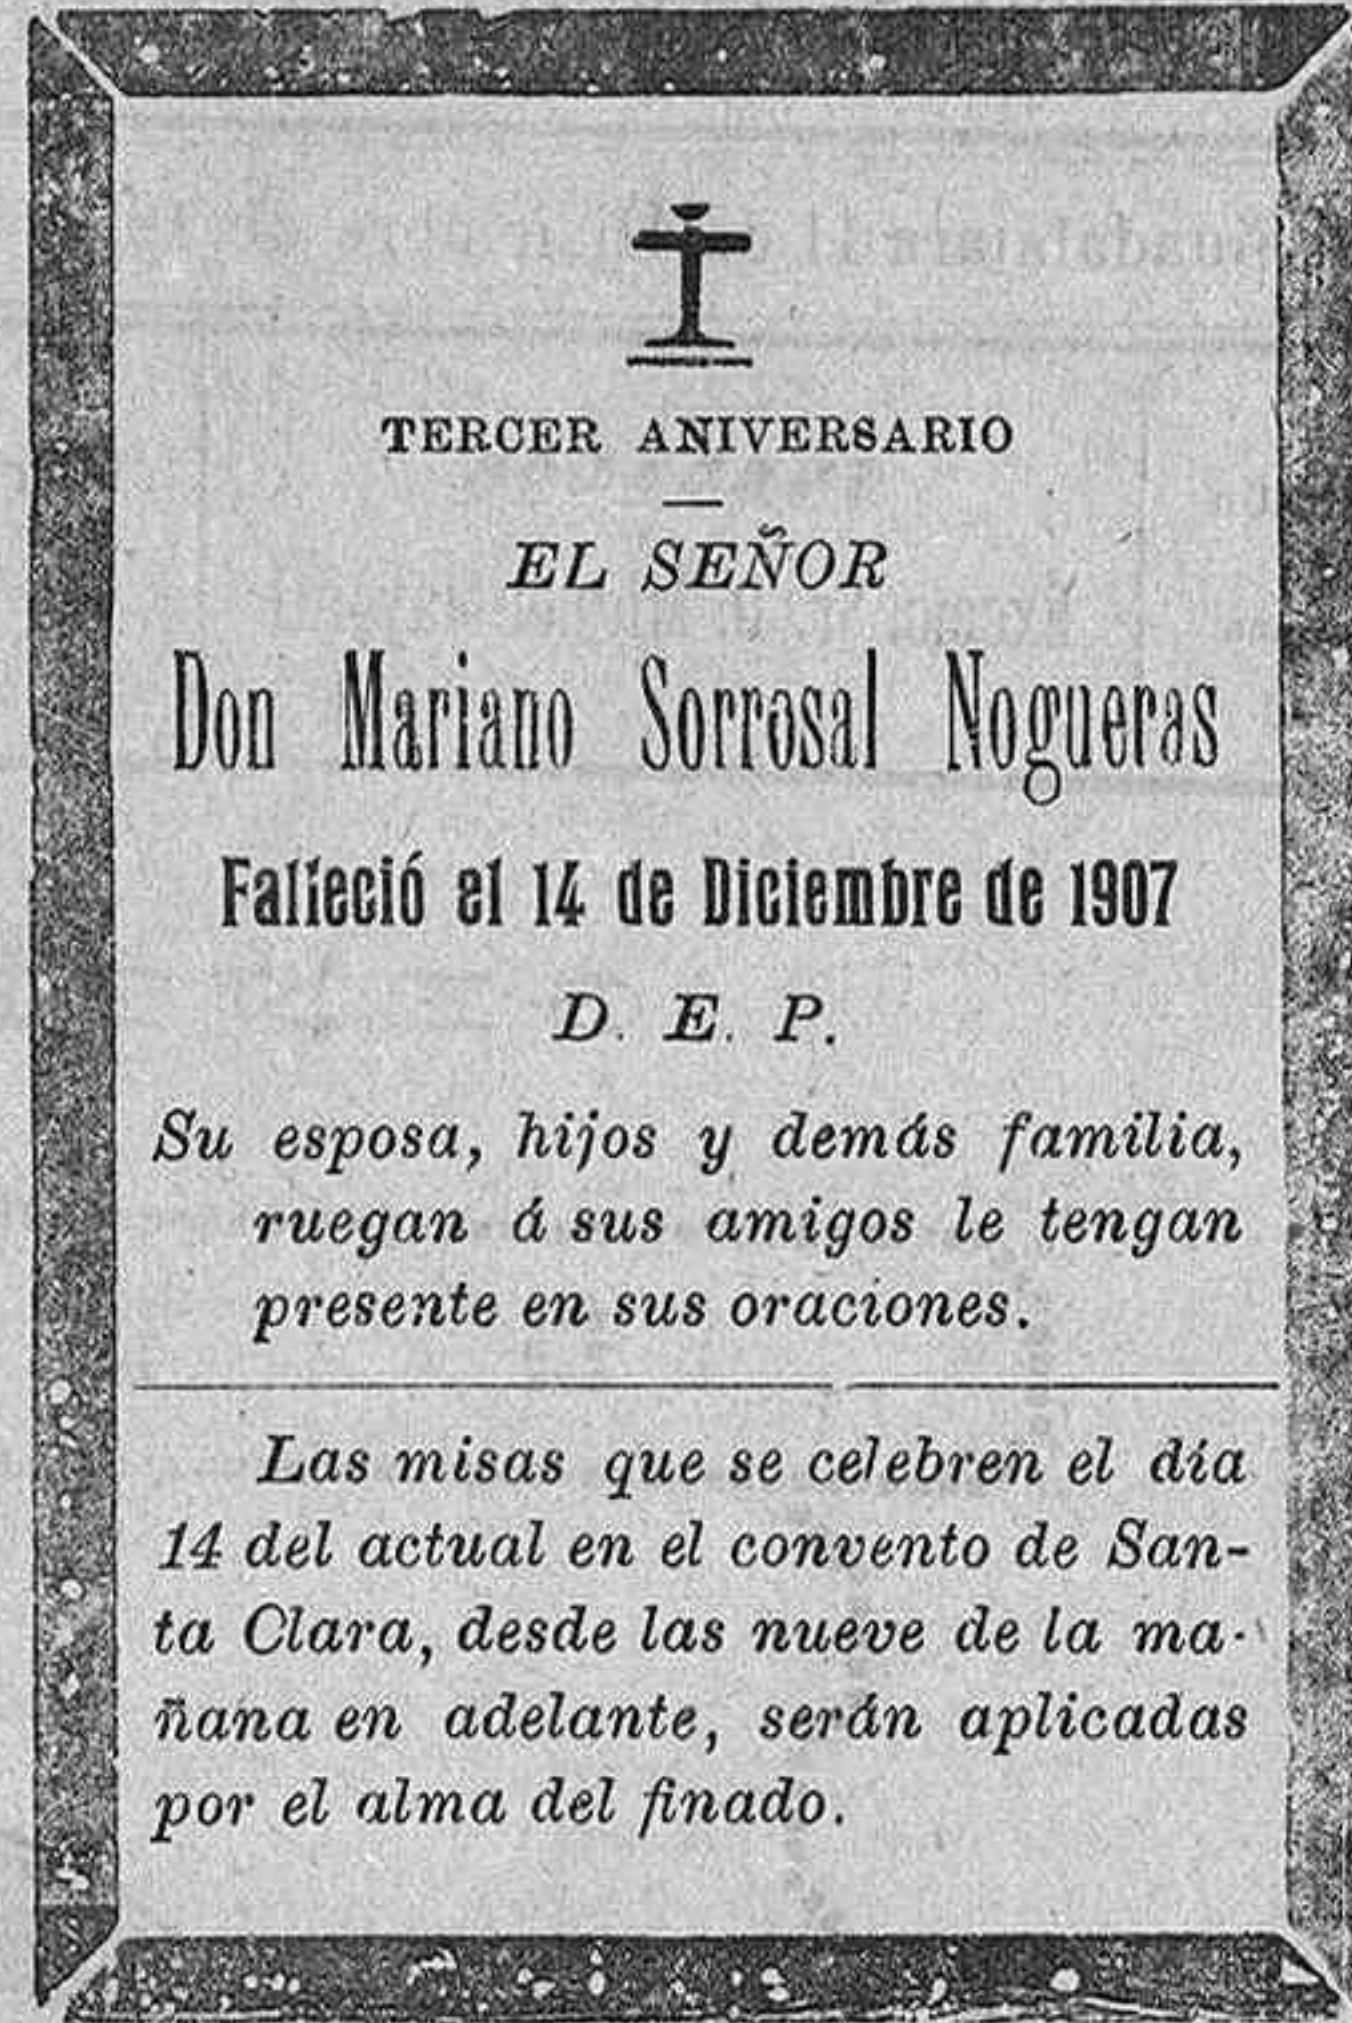 TERCER ANIVERSARIO
EL SEÑOR
Don Mariano Sorrosal Nogueras
Falleció el 14 de Diciembre de 1907
D. E. P.
Su esposa, hijos y demás familia,
ruegan á sus amigos le tengan
presente en sus oraciones.
Las misas que se celebren el día
14 del actual en el convento de San-
ta Clara, desde las nueve de la ma-
ñana en adelante, serán aplicadas
por el alma del finado.